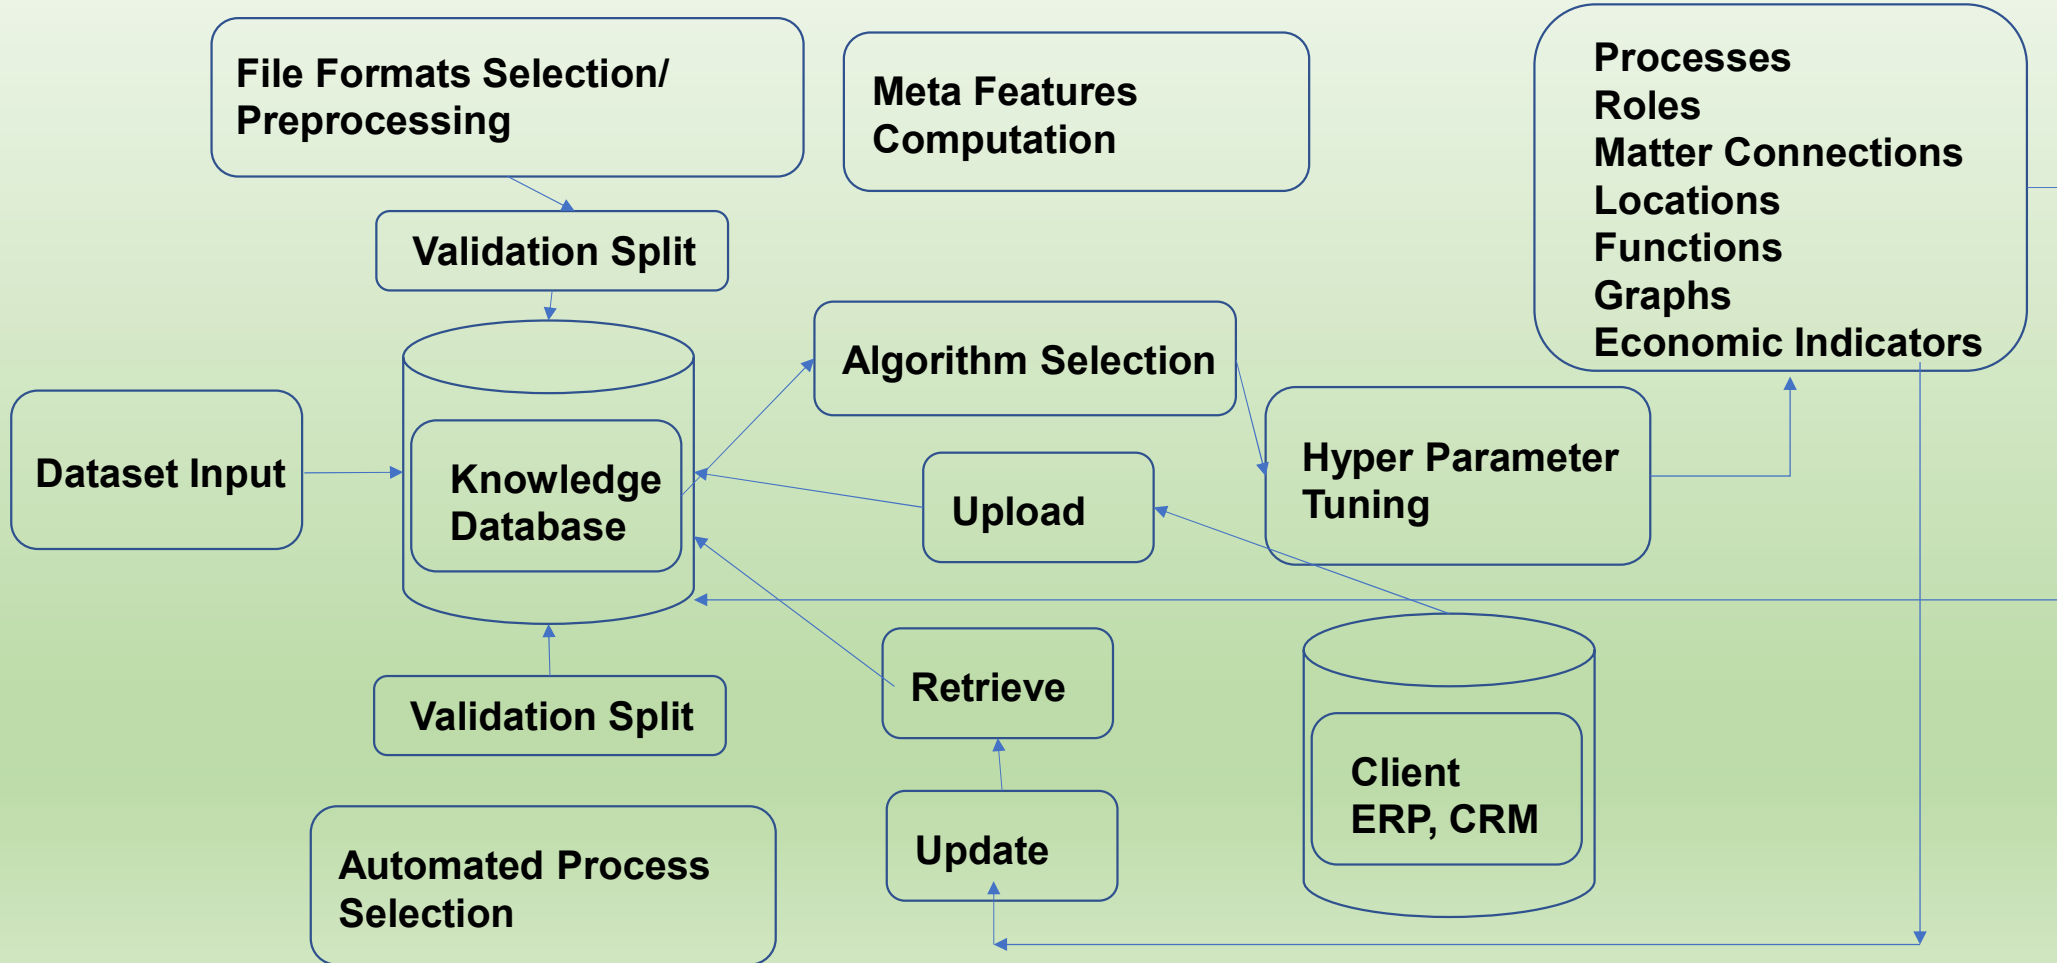 File Formats Selection/
Preprocessing
Meta Features
Computation
Processes
Roles
Matter Connections
Locations
Functions
Graphs
Economic Indicators
Validation Split
Algorithm Selection
Dataset Input
Knowledge
Database
Upload
Hyper Parameter
Tuning
Retrieve
Validation Split
Client
ERP, CRM
Update
Automated Process
Selection